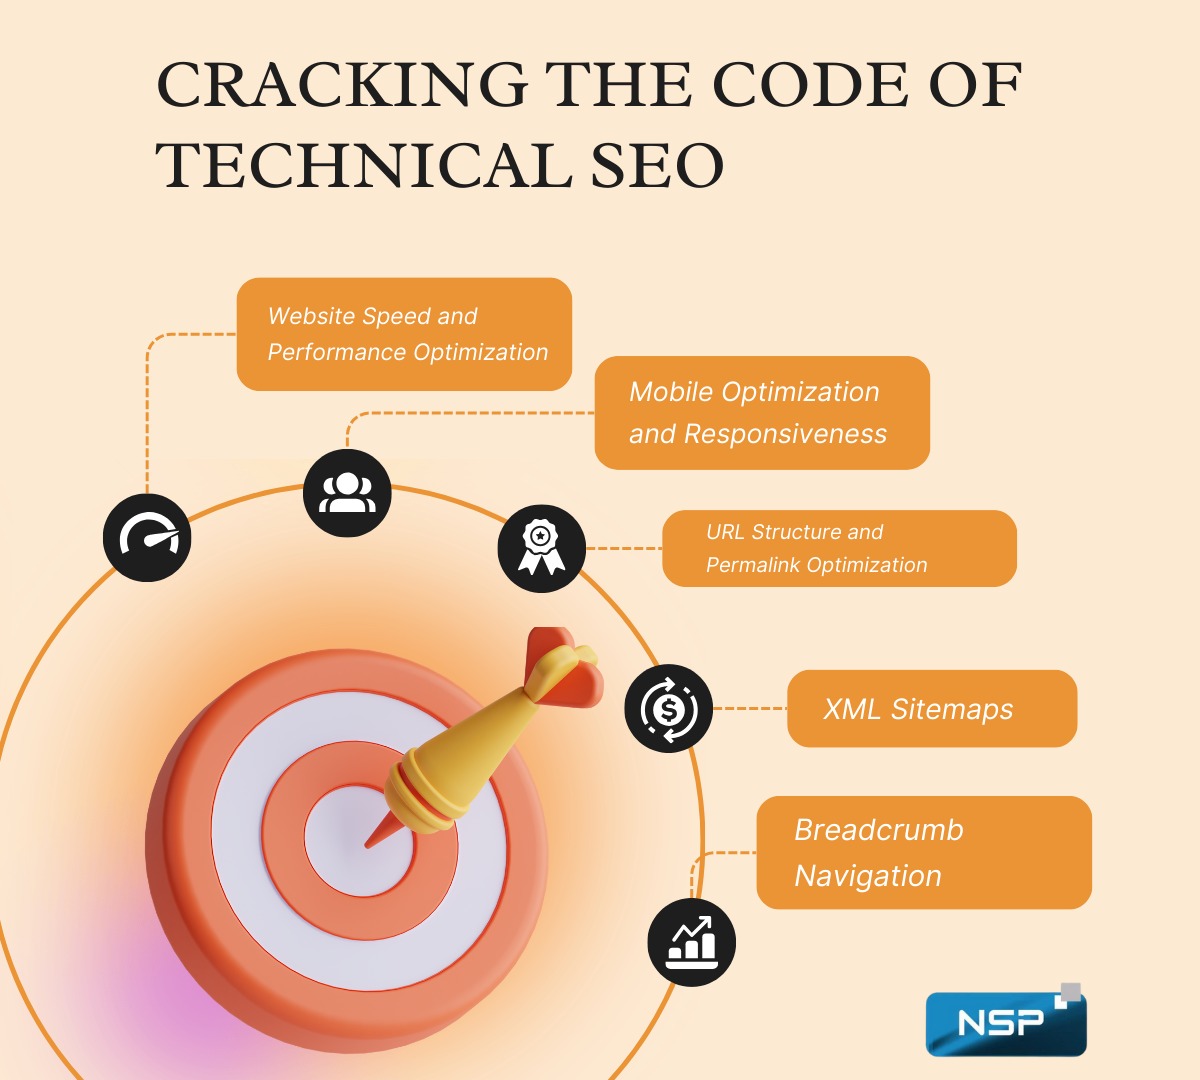 CRACKING THE CODE OF
TECHNICAL SEO
Website Speed and
Performance Optimization
Mobile Optimization
and Responsiveness
URL Structure and
Permalink Optimization
$
XML Sitemaps
Breadcrumb
Navigation
NSP